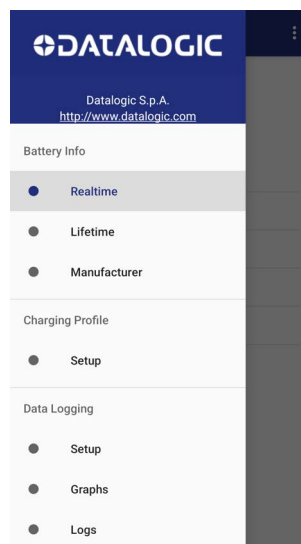 DATALOGIC
Datalogic S.p.A.
http://www.datalogic.com
Battery Info
Realtime
Lifetime
Manufacturer
Charging Profile
Setup
Data Logging
Setup
Graphs
Logs